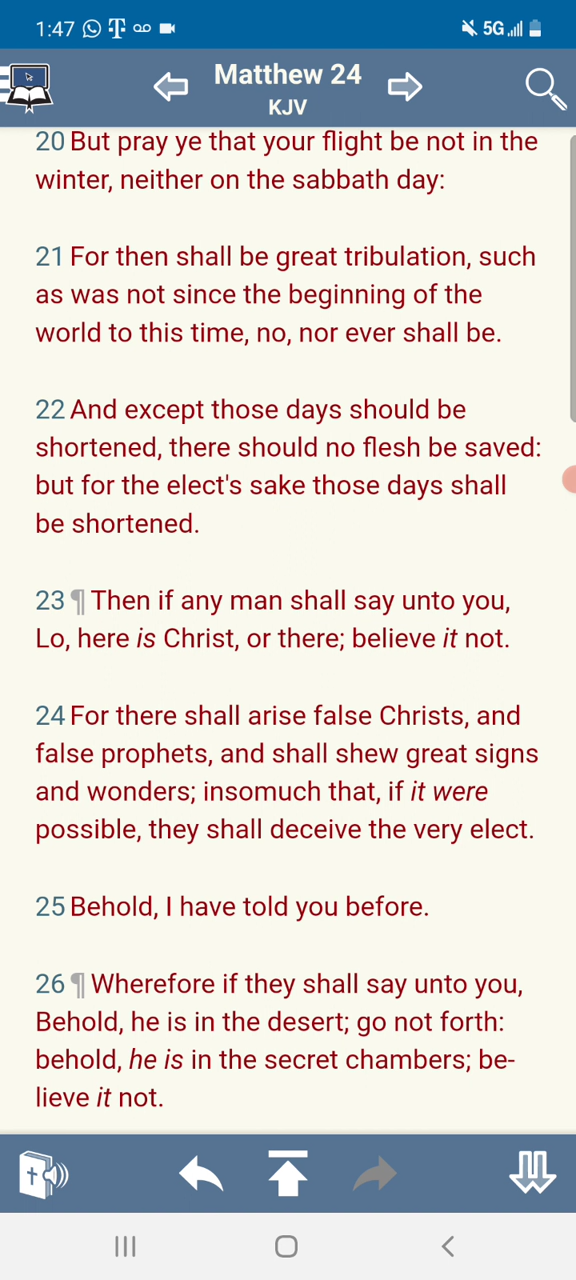 1:47
5G
Matthew 24
KJV
20 But pray ye that your flight be not in the
winter, neither on the sabbath day:
21 For then shall be great tribulation, such
as was not since the beginning of the
world to this time, no, nor ever shall be.
22 And except those days should be
shortened, there should no flesh be saved:
but for the elect's sake those days shall
be shortened.
23 ¶ Then if any man shall say unto you,
Lo, here is Christ, or there; believe it not.
24 For there shall arise false Christs, and
false prophets, and shall shew great signs
and wonders; insomuch that, if it were
possible, they shall deceive the very elect.
25 Behold, I have told you before.
26 ¶ Wherefore if they shall say unto you,
Behold, he is in the desert; go not forth:
behold, he is in the secret chambers; be-
lieve it not.